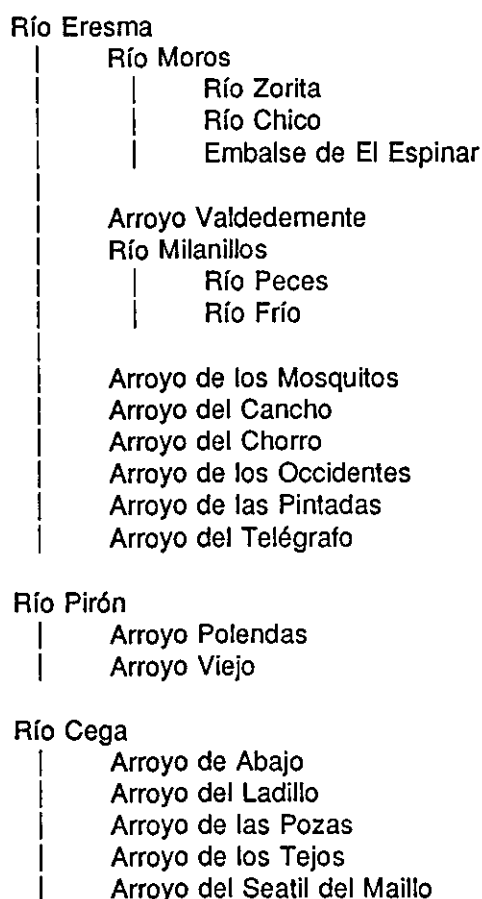 Río Eresma
Río Moros
Río Zorita
Río Chico
Embalse de El Espinar
Arroyo Valdedemente
Río Milanillos
Río Peces
Río Frío
Arroyo de los Mosquitos
Arroyo del Cancho
Arroyo del Chorro
Arroyo de los Occidentes
Arroyo de las Pintadas
Arroyo del Telégrafo
Río Pirón
Arroyo Polendas
Arroyo Viejo
Río Cega
Arroyo de Abajo
Arroyo del Ladillo
Arroyo de las Pozas
Arroyo de los Tejos
Arroyo del Seatil del Maillo